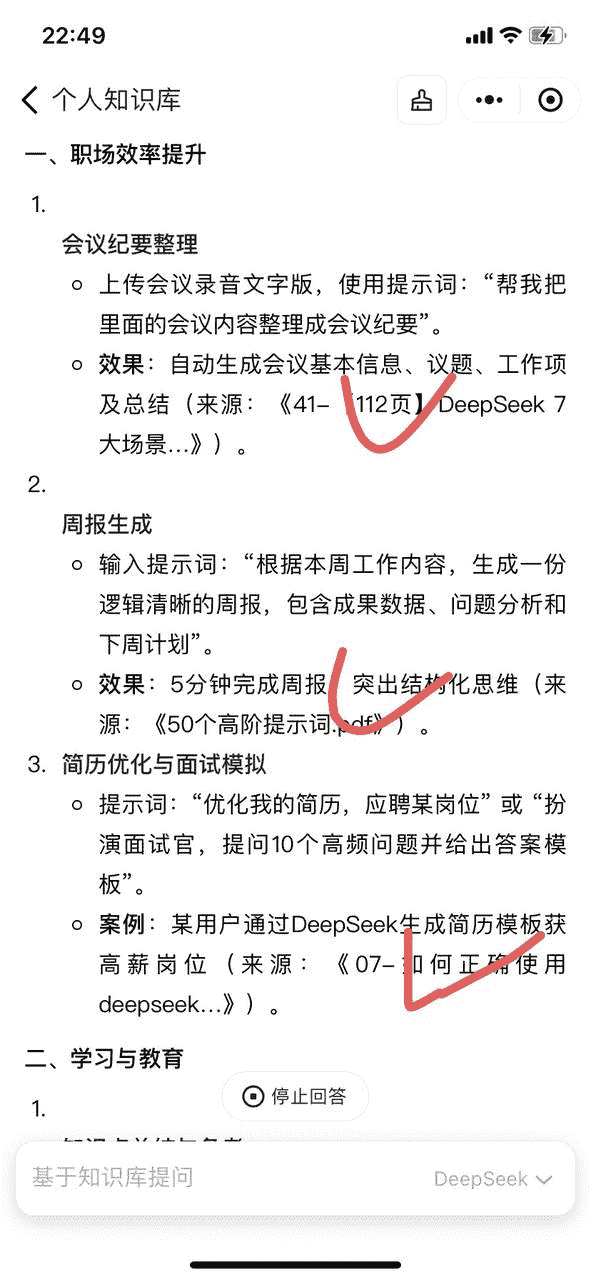 22:49
个人知识库
一、职场效率提升
1.
会议纪要整理
上传会议录音文字版，使用提示词：“帮我把
里面的会议内容整理成会议纪要”。
效果：自动生成会议基本信息、议题、工作项
及总结（来源：《41-【112页】DeepSeek 7
大场景...》）。
2.
周报生成
输入提示词：“根据本周工作内容，生成一份
逻辑清晰的周报，包含成果数据、问题分析和
下周计划”。
效果：5分钟完成周报，突出结构化思维（来
源：《50个高阶提示词.pdf》）。
3. 简历优化与面试模拟
提示词：“优化我的简历，应聘某岗位” 或 “扮
演面试官，提问10个高频问题并给出答案模
板”。
案例：某用户通过DeepSeek生成简历模板获
高薪岗位（来源：《07-如何正确使用
deepseek...》）。
二、学习与教育
停止回答
1.
基于知识库提问
DeepSeek